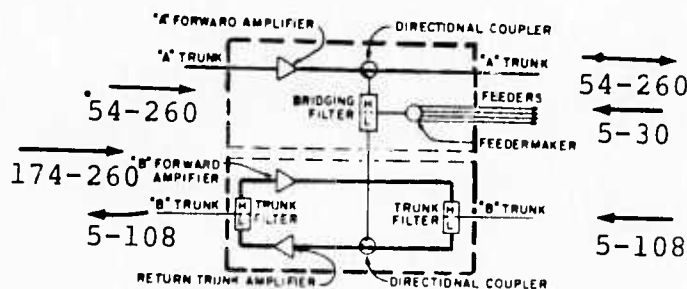 "A" FORWARD AMPLIFIER
DIRECTIONAL COUPLER
"A" TRUNK
"A" TRUNK
54-260
54-260
BRIDGING
FILTER
H
L
FEEDERS
5-30
FEEDERMAKER
174-260
"B" FORWARD
AMPIFIER
"B" TRUNK
5-108
H
L
TRUNK
FILTER
TRUNK
FILTER
H
L
"B" TRUNK
5-108
RETURN TRUNK AMPLIFIER
DIRECTIONAL COUPLER